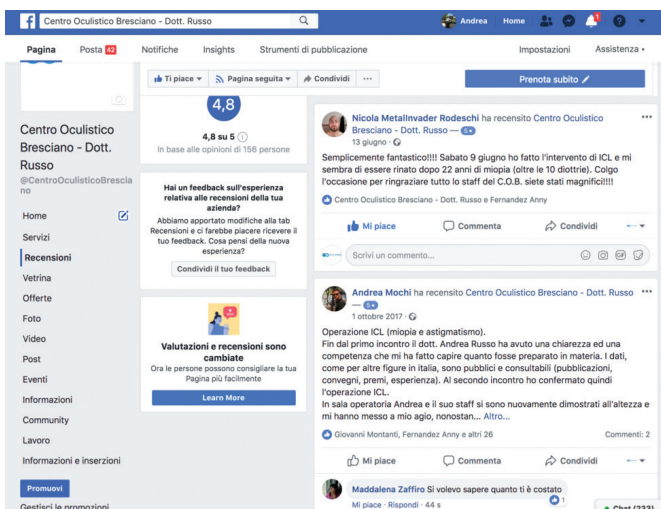 Centro Oculistico Bresciano - Dott. Russo
Andrea Home
Pagina Posta 42 Notifiche Insights Strumenti di pubblicazione Impostazioni Assistenza
Ti piace Pagina seguita Condividi ... Prenota subito
Centro Oculistico
Bresciano - Dott.
Russo
@CentroOculisticoBrescia
no
Home
Servizi
Recensioni
Vetrina
Offerte
Foto
Video
Post
Eventi
Informazioni
Community
Lavoro
Informazioni e inserzioni
Promuovi
Gestisci le promozioni
4,8
4,8 su 5
In base alle opinioni di 156 persone
Hai un feedback sull'esperienza
relativa alle recensioni della tua
azienda?
Abbiamo apportato modifiche alla tab
Recensioni e ci farebbe piacere ricevere il
tuo feedback. Cosa pensi della nuova
esperienza?
Condividi il tuo feedback
Valutazioni e recensioni sono
cambiate
Ora le persone possono consigliare la tua
Pagina più facilmente
Learn More
Nicola MetalInvader Rodeschi ha recensito Centro Oculistico
Bresciano - Dott. Russo — 5★
13 giugno ·
Semplicemente fantastico!!!! Sabato 9 giugno ho fatto l'intervento di ICL e mi
sembra di essere rinato dopo 22 anni di miopia (oltre le 10 diottrie). Colgo
l'occasione per ringraziare tutto lo staff del C.O.B. siete stati magnifici!!!!
Centro Oculistico Bresciano - Dott. Russo e Fernandez Anny
Mi piace Commenta Condividi
Scrivi un commento...
GIF
Andrea Mochi ha recensito Centro Oculistico Bresciano - Dott. Russo
— 5★
1 ottobre 2017 ·
Operazione ICL (miopia e astigmatismo).
Fin dal primo incontro il dott. Andrea Russo ha avuto una chiarezza ed una
competenza che mi ha fatto capire quanto fosse preparato in materia. I dati,
come per altre figure in italia, sono pubblici e consultabili (pubblicazioni,
convegni, premi, esperienza). Al secondo incontro ho confermato quindi
l'operazione ICL.
In sala operatoria Andrea e il suo staff si sono nuovamente dimostrati all'altezza e
mi hanno messo a mio agio, nonostan... Altro...
Giovanni Montanti, Fernandez Anny e altri 26 Commenti: 2
Mi piace Commenta Condividi
Maddalena Zaffiro Si volevo sapere quanto ti è costato
Mi piace · Rispondi · 44 s 1
Chat (233)